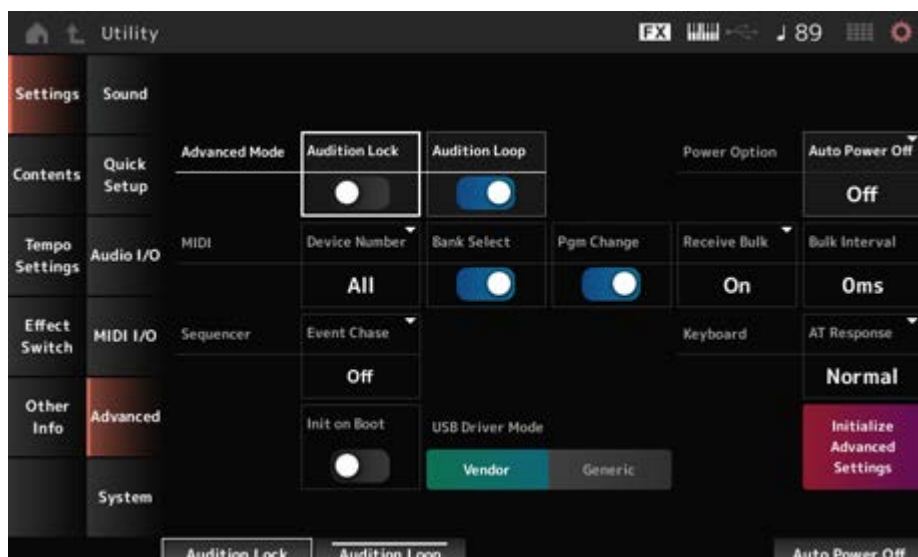 Utility
FX
89
Settings
Sound
Contents
Quick
Setup
Advanced Mode
Audition Lock
Audition Loop
Power Option
Auto Power Off
Off
Tempo
Settings
Audio I/O
MIDI
Device Number
Bank Select
Pgm Change
Receive Bulk
Bulk Interval
All
On
0ms
Effect
Switch
MIDI I/O
Sequencer
Event Chase
Keyboard
AT Response
Off
Normal
Other
Info
Advanced
Init on Boot
USB Driver Mode
Vendor
Generic
Initialize
Advanced
Settings
System
Audition Lock
Audition Loop
Auto Power Off